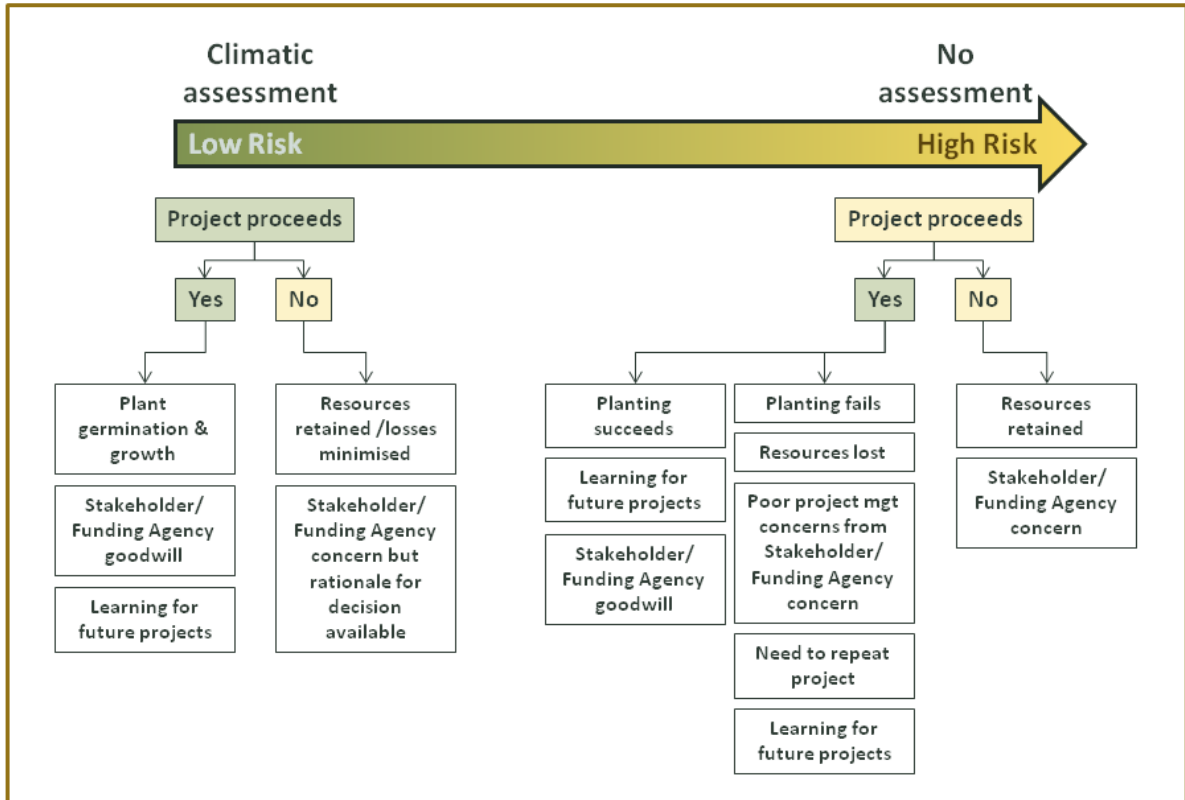 Climatic
assessment
No
assessment
Low Risk
High Risk
Project proceeds
Project proceeds
Yes
No
Yes
No
Plant
germination &
growth
Stakeholder/
Funding Agency
goodwill
Learning for
future projects
Resources
retained /losses
minimised
Stakeholder/
Funding Agency
concern but
rationale for
decision
available
Planting
succeeds
Learning for
future projects
Stakeholder/
Funding Agency
goodwill
Planting fails
Resources lost
Poor project mgt
concerns from
Stakeholder/
Funding Agency
concern
Need to repeat
project
Learning for
future projects
Resources
retained
Stakeholder/
Funding Agency
concern